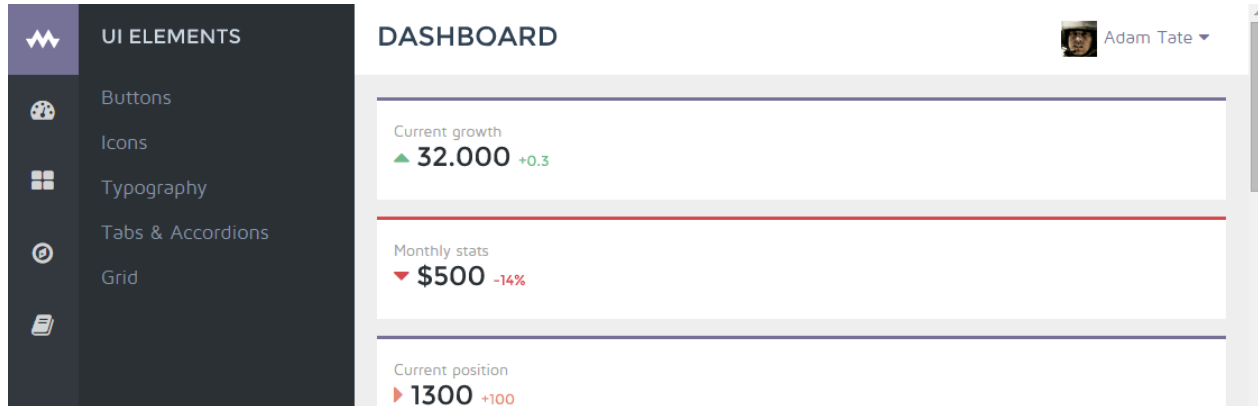 UI ELEMENTS
Buttons
Icons
Typography
Tabs & Accordions
Grid
DASHBOARD
Adam Tate
Current growth
32.000 +0.3
Monthly stats
$500 -14%
Current position
1300 +100